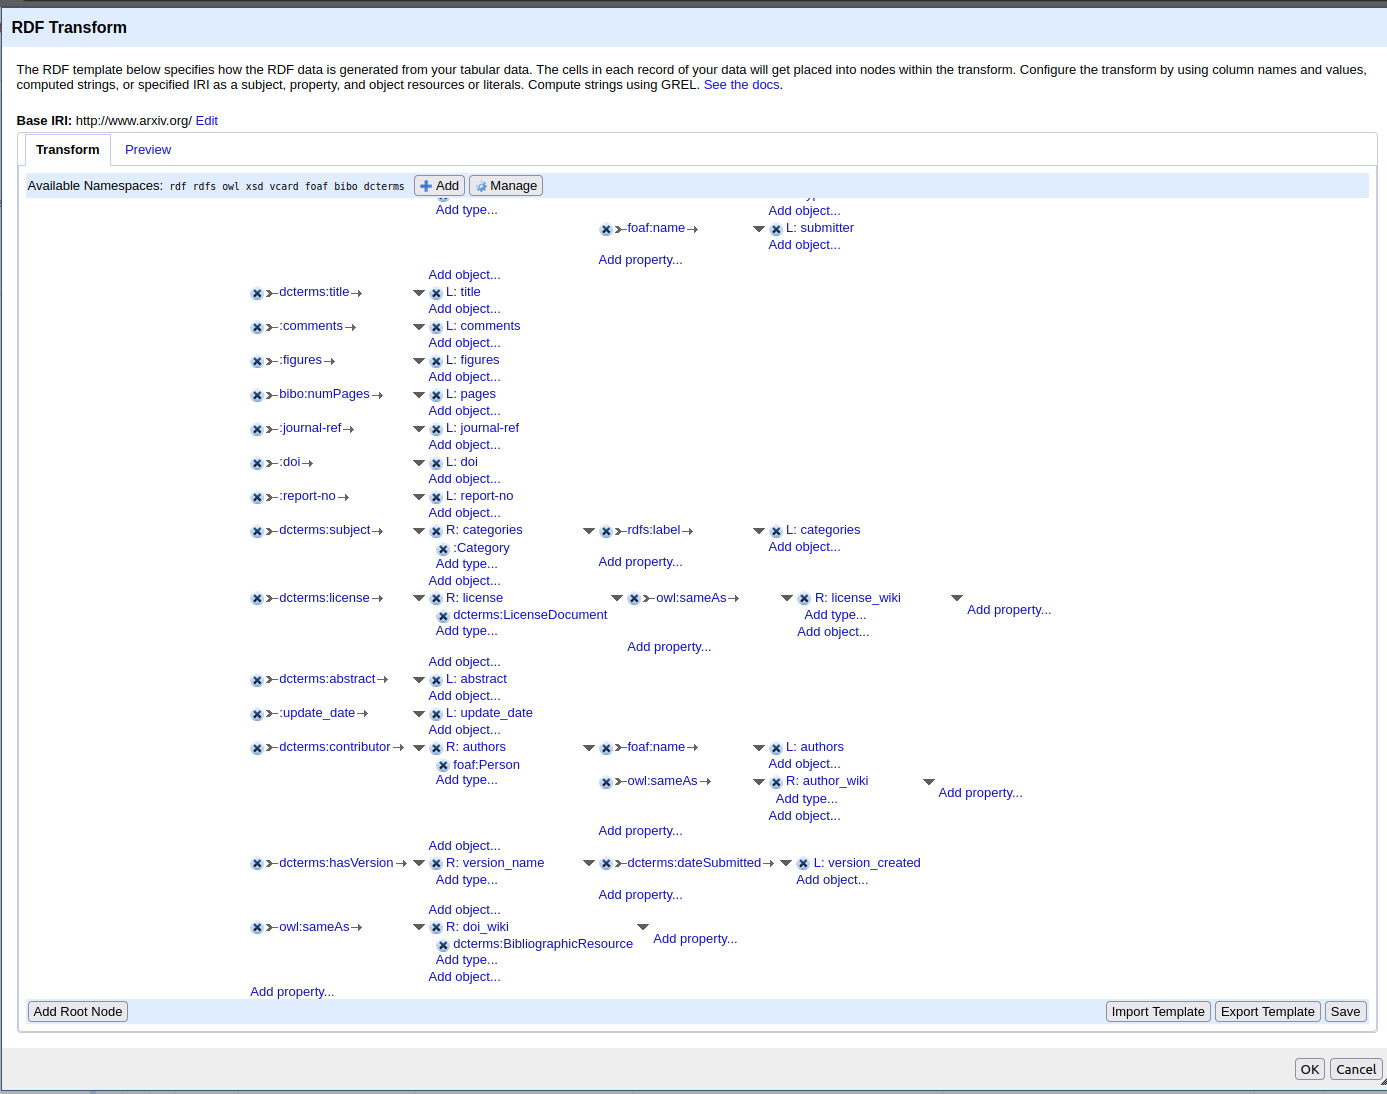 RDF Transform
The RDF template below specifies how the RDF data is generated from your tabular data. The cells in each record of your data will get placed into nodes within the transform. Configure the transform by using column names and values,
computed strings, or specified IRI as a subject, property, and object resources or literals. Compute strings using GREL. See the docs.
Base IRI: http://www.arxiv.org/ Edit
Transform Preview
Available Namespaces: rdf rdfs owl xsd vcard foaf bibo dcterms Add Manage
Add type... Add object...
foaf:name L: submitter
Add object...
Add property...
Add object...
dcterms:title L: title
Add object...
:comments L: comments
Add object...
:figures L: figures
Add object...
bibo:numPages L: pages
Add object...
:journal-ref L: journal-ref
Add object...
:doi L: doi
Add object...
:report-no L: report-no
Add object...
dcterms:subject R: categories rdfs:label L: categories
:Category Add object...
Add type... Add property...
Add object...
dcterms:license R: license owl:sameAs R: license_wiki
Add property...
dcterms:LicenseDocument Add type...
Add type... Add object...
Add property...
Add object...
dcterms:abstract L: abstract
Add object...
:update_date L: update_date
Add object...
dcterms:contributor R: authors foaf:name L: authors
foaf:Person Add object...
Add type... owl:sameAs R: author_wiki
Add property...
Add type...
Add object...
Add property...
Add object...
dcterms:hasVersion R: version_name dcterms:dateSubmitted L: version_created
Add type... Add object...
Add property...
Add object...
owl:sameAs R: doi_wiki
Add property...
dcterms:BibliographicResource
Add type...
Add object...
Add property...
Add Root Node Import Template Export Template Save
OK Cancel